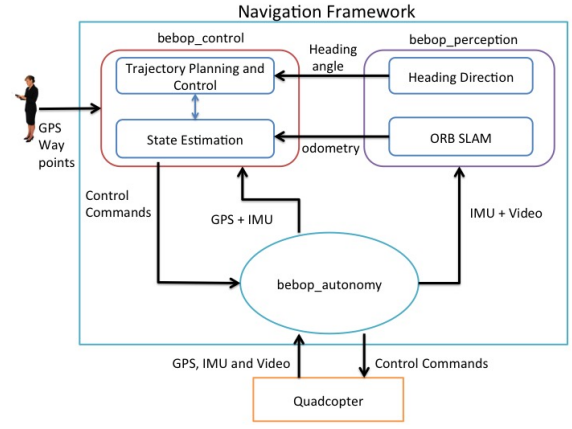 Navigation Framework
bebop_control
bebop_perception
Trajectory Planning and
Control
Heading
angle
Heading Direction
GPS
Way
points
State Estimation
odometry
ORB SLAM
Control
Commands
GPS + IMU
IMU + Video
bebop_autonomy
GPS, IMU and Video
Control Commands
Quadcopter